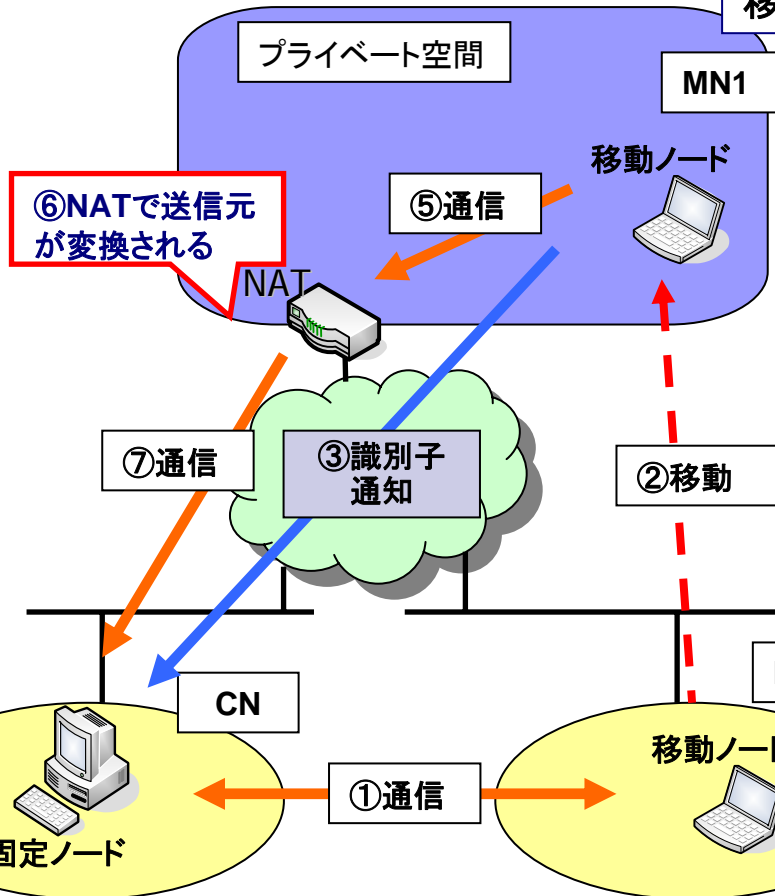 移
プライベート空間
MN1
移動ノード
⑤通信
⑥NATで送信元
が変換される
NAT
⑦通信
③識別子
通知
②移動
CN
移動ノード
①通信
固定ノード